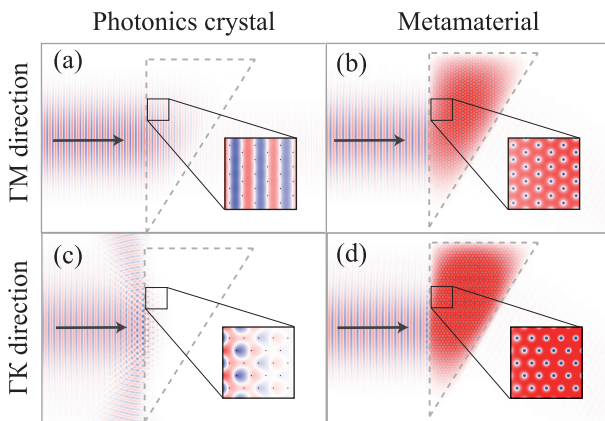 Photonics crystal
Metamaterial
ΓM direction
(a)
(b)
ΓK direction
(c)
(d)